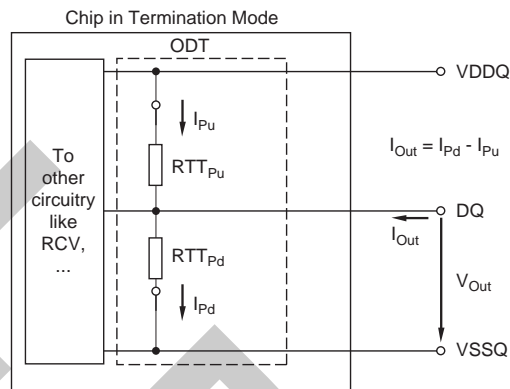 Chip in Termination Mode
ODT
VDDQ
I_Pu
I_Out = I_Pd - I_Pu
To
other
circuitry
like
RCV,
...
RTT_Pu
DQ
I_Out
RTT_Pd
V_Out
I_Pd
VSSQ